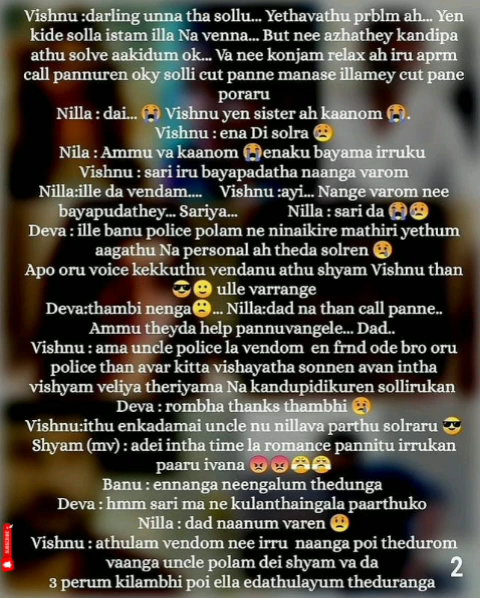 Vishnu :darling unna tha sollu... Yethavathu prblm ah... Yen
kide solla istam illa Na venna... But nee azhathey kandipa
athu solve aakidum ok... Va nee konjam relax ah iru aprm
call pannuren oky solli cut panne manase illamey cut pane
poraru
Nilla : dai... 😭 Vishnu yen sister ah kaanom 😭.
Vishnu : ena Di solra 😢
Nila : Ammu va kaanom 😭enaku bayama irruku
Vishnu : sari iru bayapadatha naanga varom
Nilla:ille da vendam.... Vishnu :ayi... Nange varom nee
bayapudathey... Sariya... Nilla : sari da 😭😢
Deva : ille banu police polam ne ninaikire mathiri yethum
aagathu Na personal ah theda solren 😢
Apo oru voice kekkuthu vendanu athu shyam Vishnu than
😎🙂 ulle varrange
Deva:thambi nenga🙁... Nilla:dad na than call panne..
Ammu theyda help pannuvangele... Dad..
Vishnu : ama uncle police la vendom en frnd ode bro oru
police than avar kitta vishayatha sonnen avan intha
vishyam veliya theriyama Na kandupidikuren sollirukan
Deva : rombha thanks thambhi 😢
Vishnu:ithu enkadamai uncle nu nillava parthu solraru 😎
Shyam (mv) : adei intha time la romance pannitu irrukan
paaru ivana 😡😡😤😤
Banu : ennanga neengalum thedunga
Deva : hmm sari ma ne kulanthaingala paarthuko
Nilla : dad naanum varen 😢
Vishnu : athulam vendom nee irru naanga poi thedurom
vaanga uncle polam dei shyam va da
3 perum kilambhi poi ella edathulayum theduranga
2